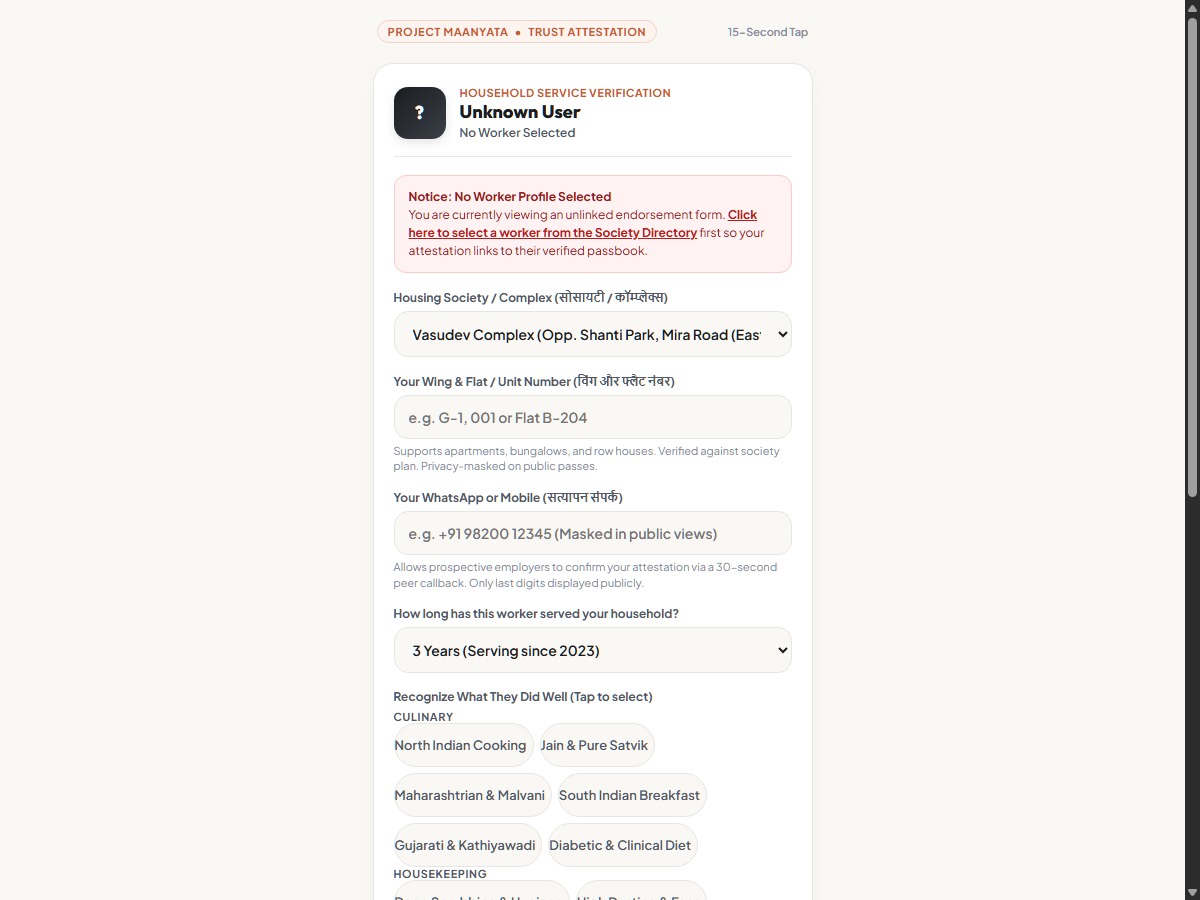 PROJECT MAANYATA ● TRUST ATTESTATION
15-Second Tap
?
HOUSEHOLD SERVICE VERIFICATION
Unknown User
No Worker Selected
Notice: No Worker Profile Selected
You are currently viewing an unlinked endorsement form. Click
here to select a worker from the Society Directory first so your
attestation links to their verified passbook.
Housing Society / Complex (सोसायटी / कॉम्प्लेक्स)
Vasudev Complex (Opp. Shanti Park, Mira Road (Eas
Your Wing & Flat / Unit Number (विंग और फ्लैट नंबर)
e.g. G-1, 001 or Flat B-204
Supports apartments, bungalows, and row houses. Verified against society
plan. Privacy-masked on public passes.
Your WhatsApp or Mobile (सत्यापन संपर्क)
e.g. +91 98200 12345 (Masked in public views)
Allows prospective employers to confirm your attestation via a 30-second
peer callback. Only last digits displayed publicly.
How long has this worker served your household?
3 Years (Serving since 2023)
Recognize What They Did Well (Tap to select)
CULINARY
North Indian Cooking
Jain & Pure Satvik
Maharashtrian & Malvani
South Indian Breakfast
Gujarati & Kathiyawadi
Diabetic & Clinical Diet
HOUSEKEEPING